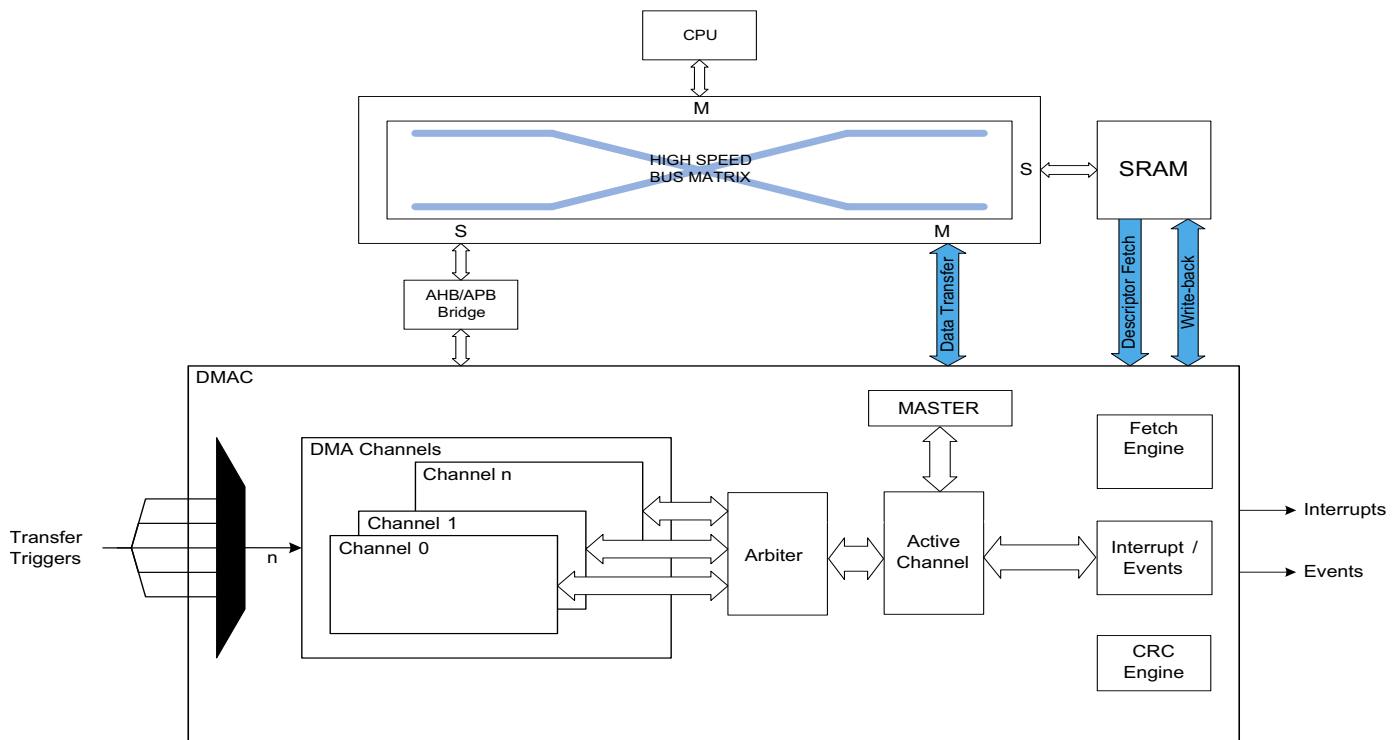 CPU
M
HIGH SPEED
BUS MATRIX
S
SRAM
S
M
AHB/APB
Bridge
Data Transfer
Descriptor Fetch
Write-back
DMAC
MASTER
DMA Channels
Channel n
Channel 1
Channel 0
Fetch
Engine
Transfer
Triggers
n
Arbiter
Active
Channel
Interrupt /
Events
Interrupts
Events
CRC
Engine